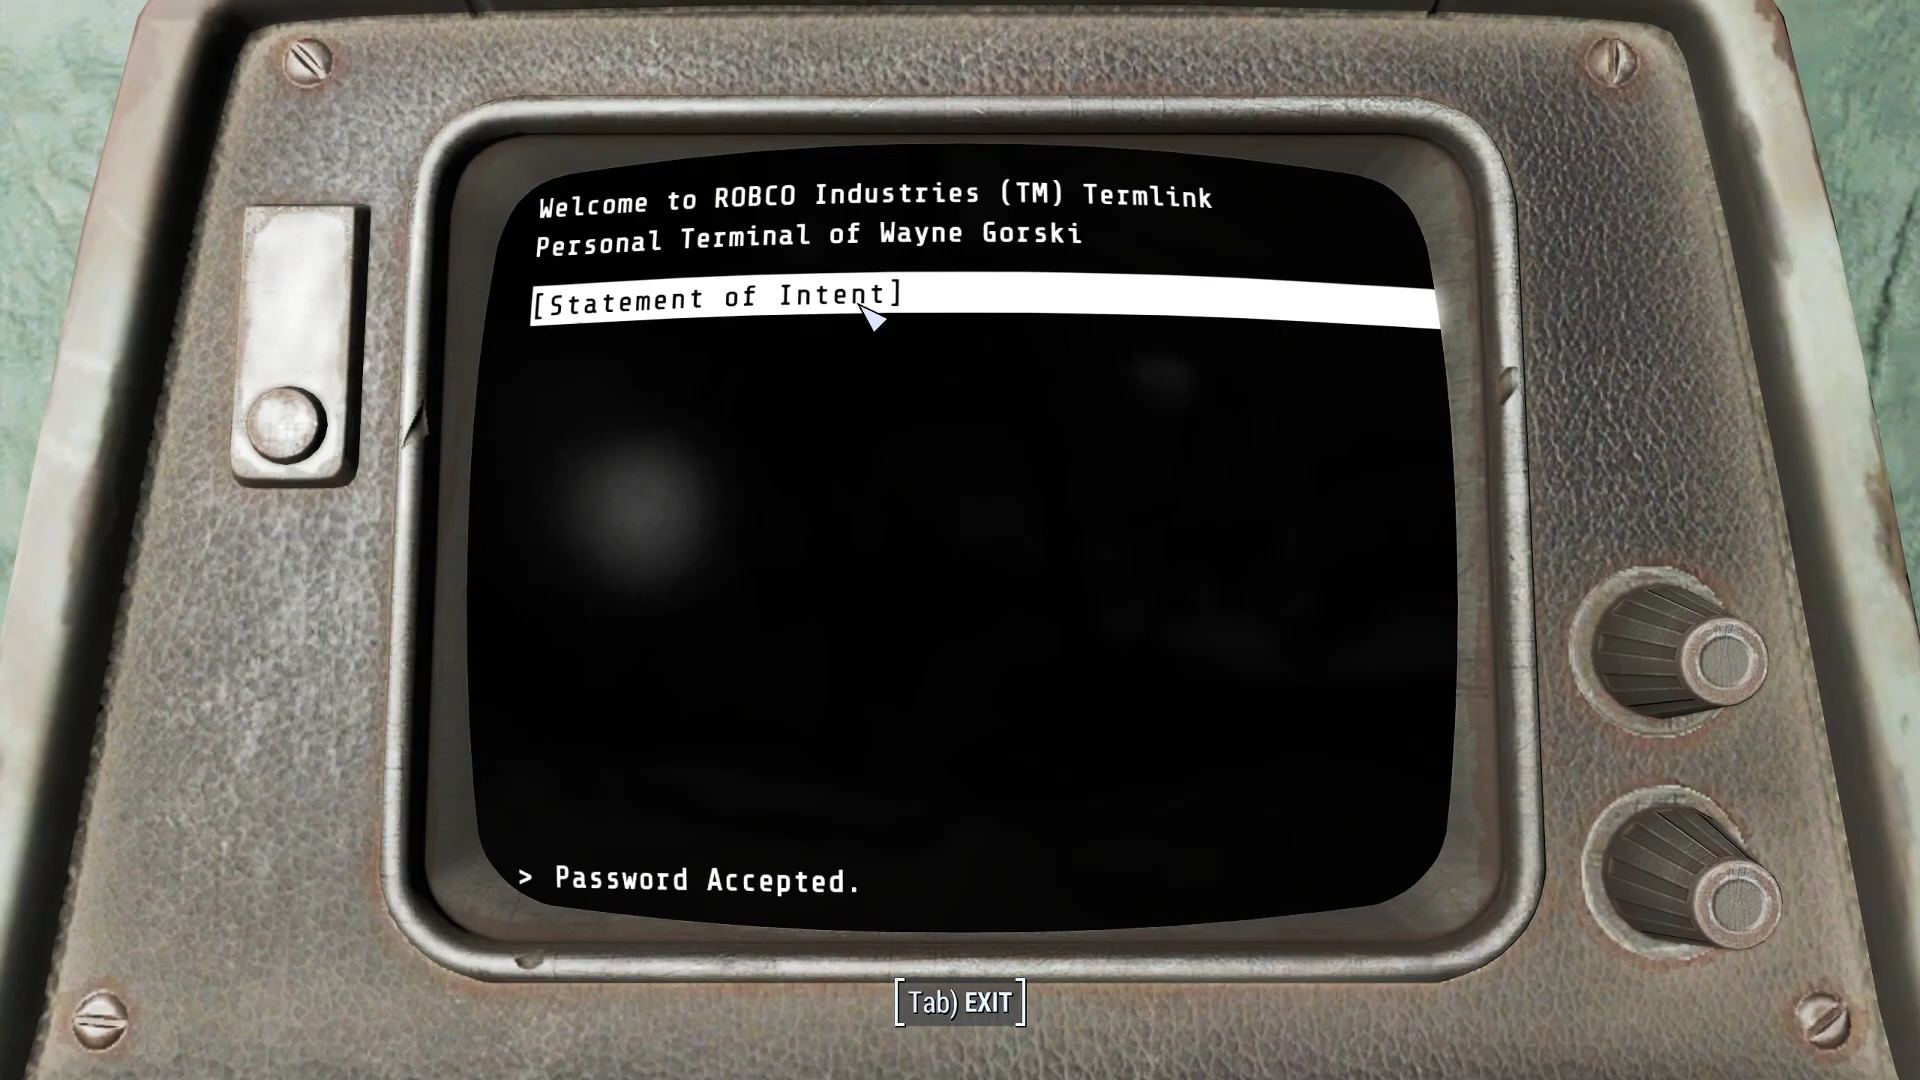 Welcome to ROBCO Industries (TM) Termlink
Personal Terminal of Wayne Gorski
[Statement of Intent]
> Password Accepted.
[Tab) EXIT]